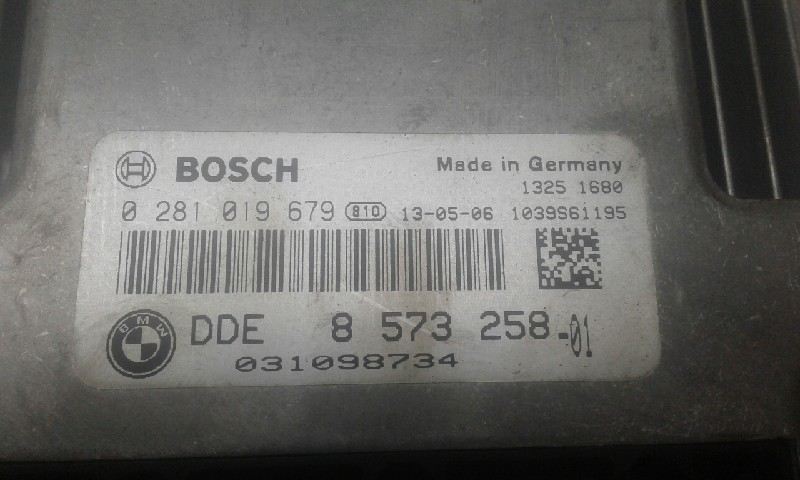 BOSCH Made in Germany
1325 1680
0 281 019 679 810 13-05-06 1039S61195
BMW DDE 8 573 258-01
031098734